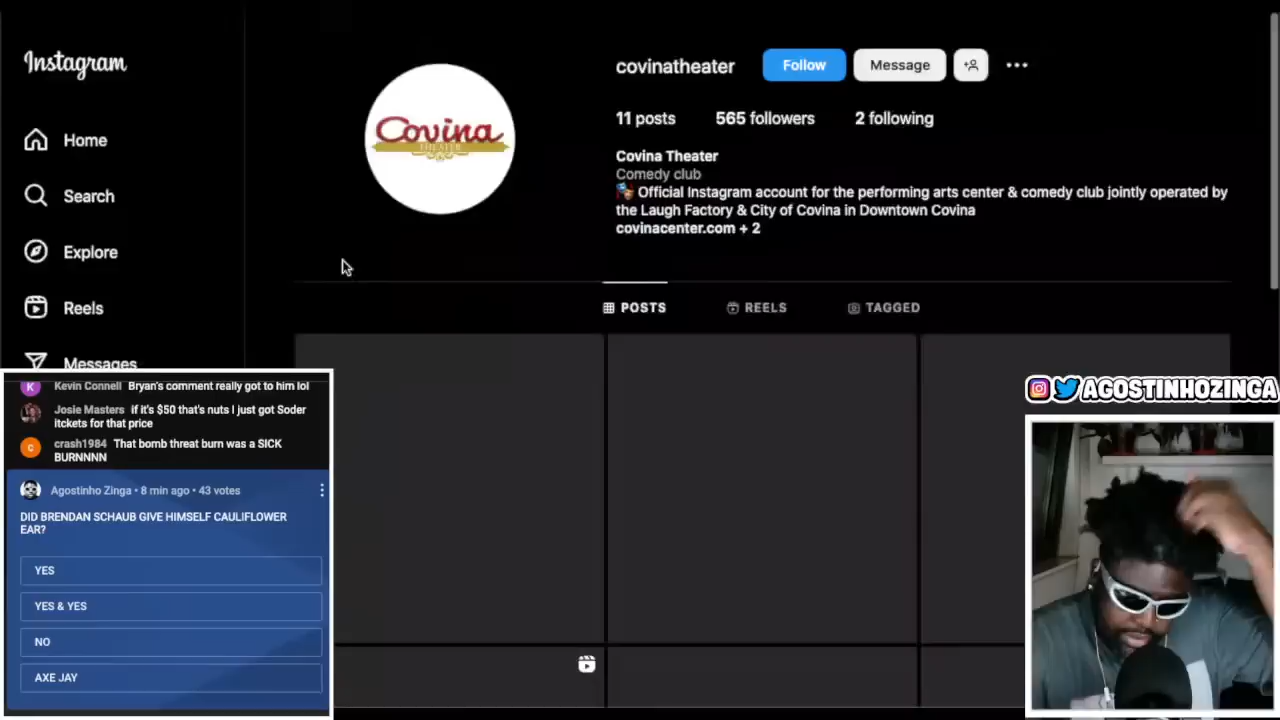 Instagram
Home
Search
Explore
Reels
Messages
Covina
THEATER
covinatheater
Follow
Message
11 posts
565 followers
2 following
Covina Theater
Comedy club
Official Instagram account for the performing arts center & comedy club jointly operated by
the Laugh Factory & City of Covina in Downtown Covina
covinacenter.com + 2
POSTS
REELS
TAGGED
K
Kevin Connell Bryan's comment really got to him lol
Josie Masters if it's $50 that's nuts I just got Soder
itckets for that price
c
crash1984 That bomb threat burn was a SICK
BURNNNN
Agostinho Zinga • 8 min ago • 43 votes
DID BRENDAN SCHAUB GIVE HIMSELF CAULIFLOWER
EAR?
YES
YES & YES
NO
AXE JAY
AGOSTINHOZINGA